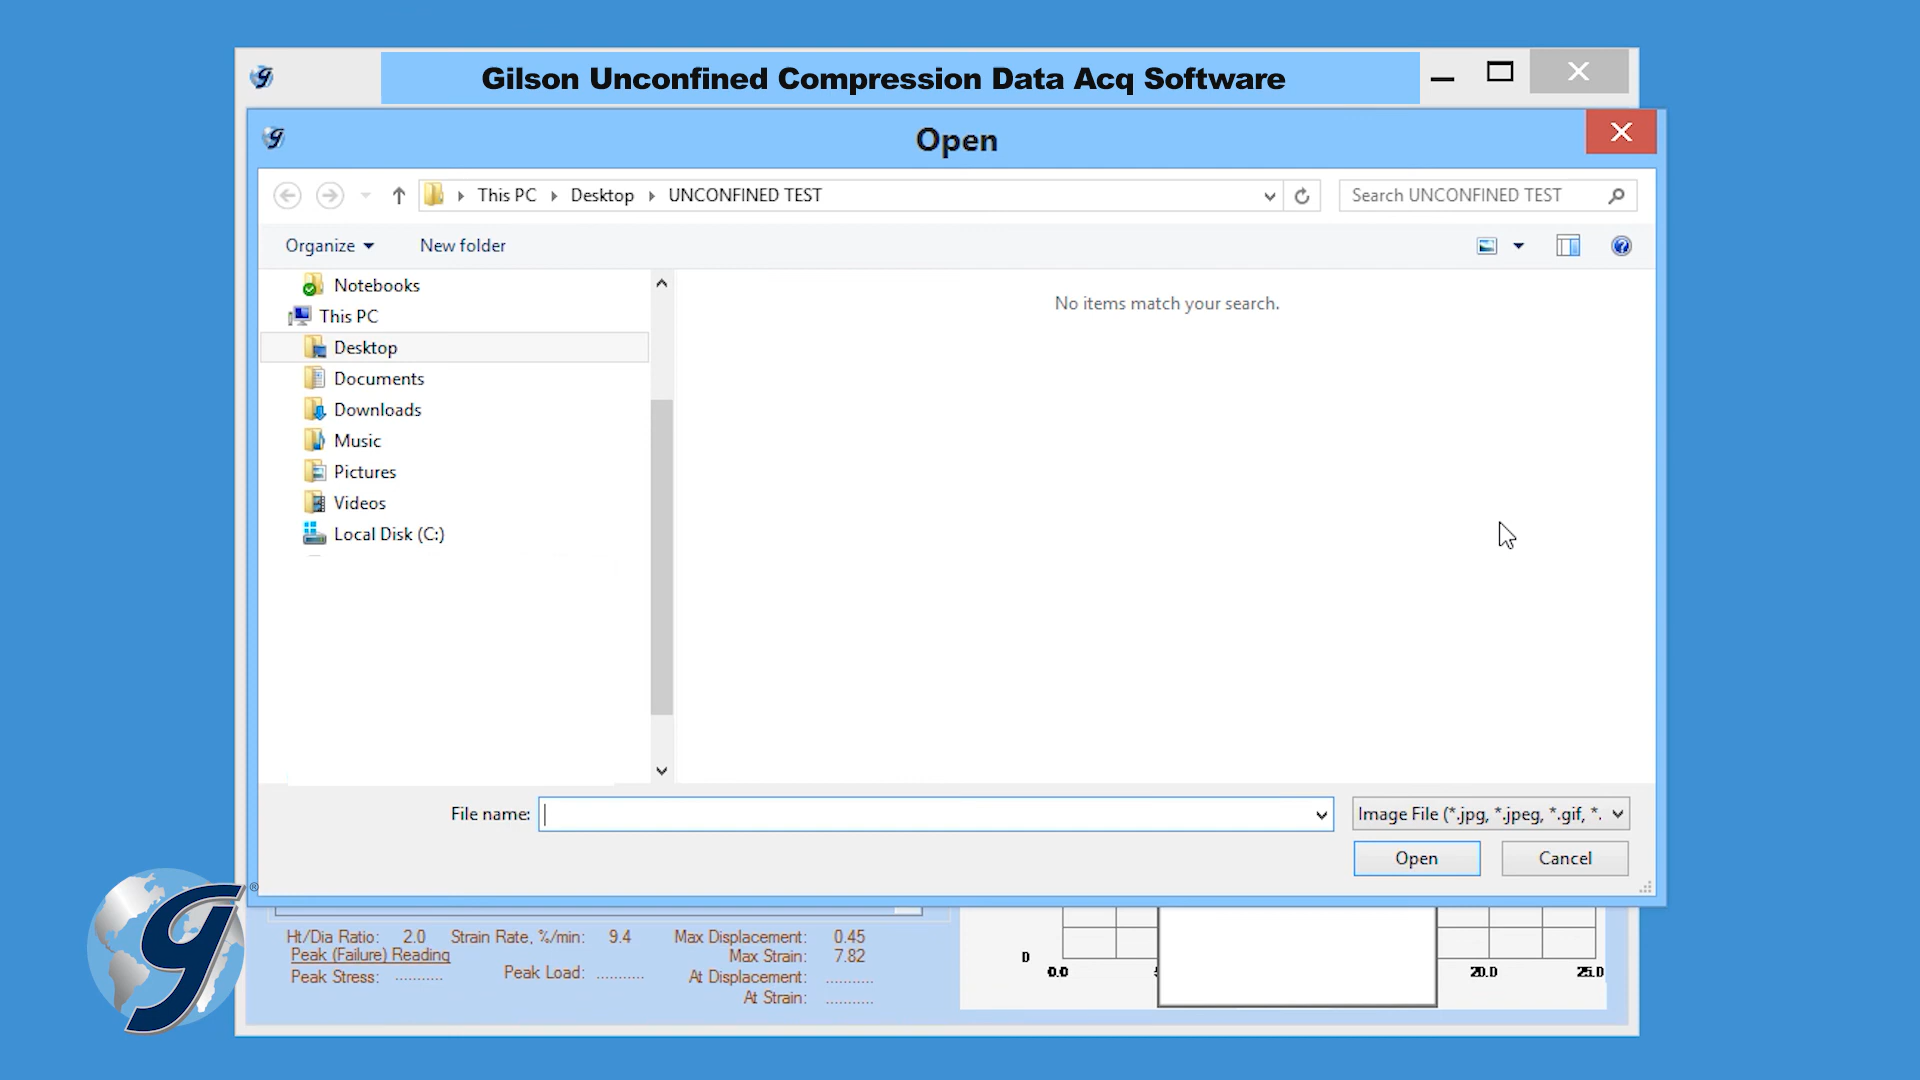 Gilson Unconfined Compression Data Acq Software
Open
This PC Desktop UNCONFINED TEST
Search UNCONFINED TEST
Organize New folder
Notebooks
No items match your search.
This PC
Desktop
Documents
Downloads
Music
Pictures
Videos
Local Disk (C:)
File name:
Image File (*.jpg, *.jpeg, *.gif, *.
Open Cancel
g®
Ht/Dia Ratio: 2.0 Strain Rate, %/min: 9.4 Max Displacement: 0.45
Peak (Failure) Reading Max Strain: 7.82
Peak Stress: ........... Peak Load: ........... At Displacement: ...........
At Strain: ...........
0
0.0 20.0 25.0